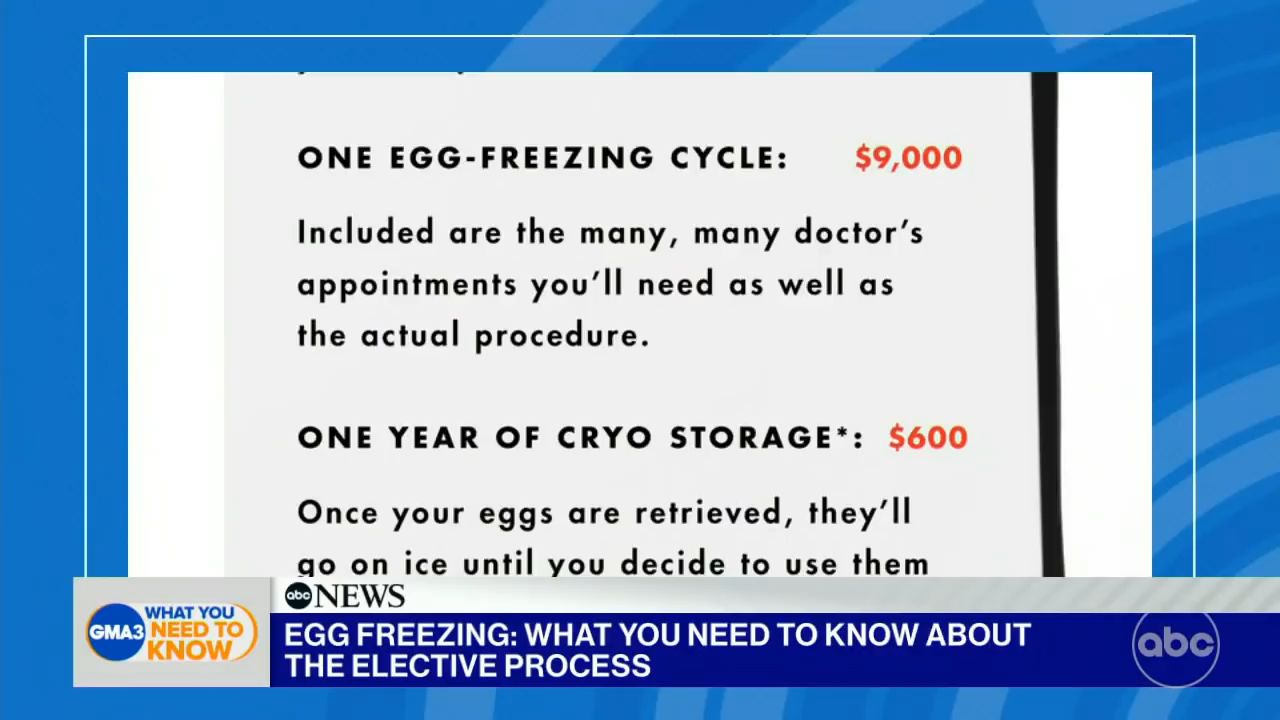 ONE EGG-FREEZING CYCLE: $9,000
Included are the many, many doctor's
appointments you'll need as well as
the actual procedure.
ONE YEAR OF CRYO STORAGE*: $600
Once your eggs are retrieved, they'll
go on ice until you decide to use them
abc NEWS
GMA3
WHAT YOU
NEED TO
KNOW
EGG FREEZING: WHAT YOU NEED TO KNOW ABOUT
THE ELECTIVE PROCESS
abc